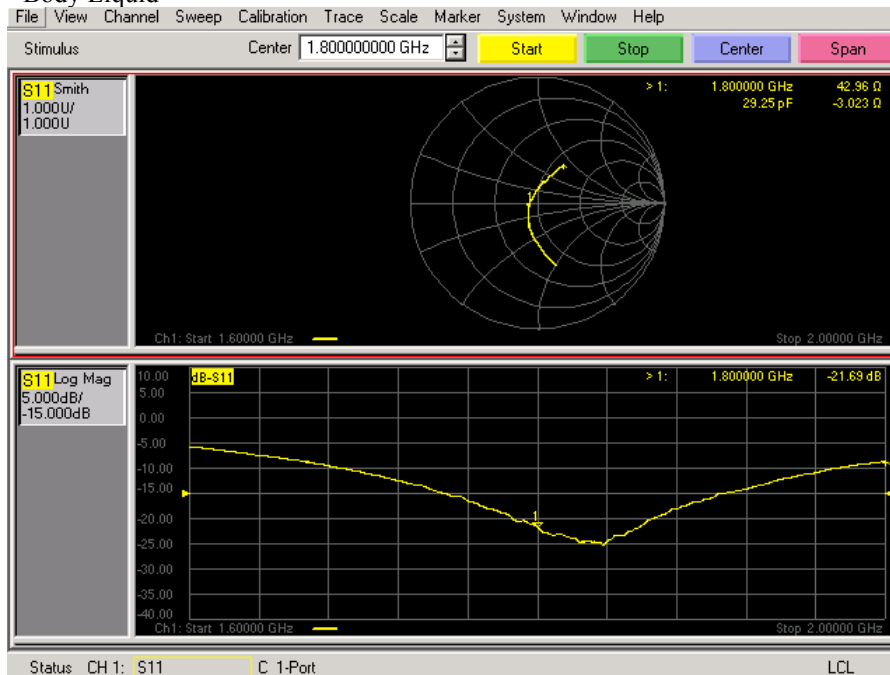 Body Liquid
File View Channel Sweep Calibration Trace Scale Marker System Window Help
Stimulus Center 1.800000000 GHz Start Stop Center Span
S11 Smith
1.000U/
1.000U
> 1: 1.800000 GHz 42.96 Ω
29.25 pF -3.023 Ω
1
Ch1: Start 1.60000 GHz Stop 2.00000 GHz
S11 Log Mag
5.000dB/
-15.000dB
10.00 dB-S11 > 1: 1.800000 GHz -21.69 dB
5.00
0.00
-5.00
-10.00
-15.00
-20.00
1
-25.00
-30.00
-35.00
-40.00
Ch1: Start 1.60000 GHz Stop 2.00000 GHz
Status CH 1: S11 C 1-Port LCL